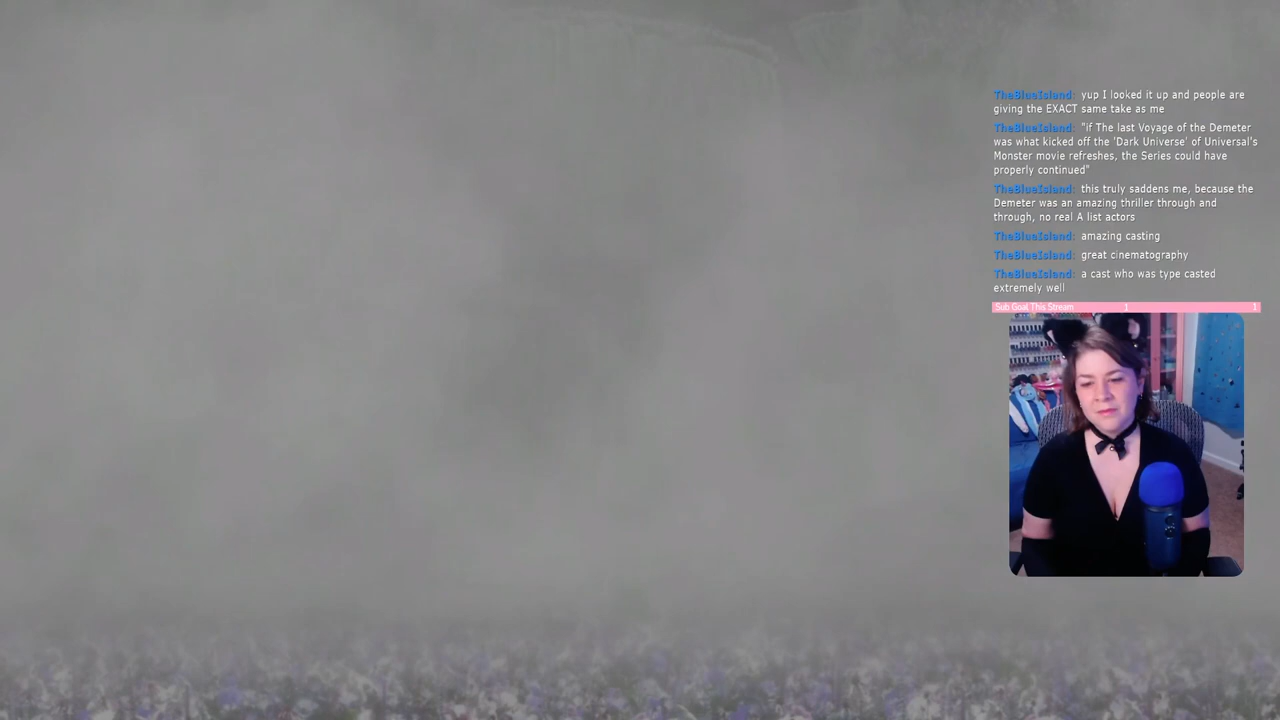 TheBlueIsland: yup I looked it up and people are
giving the EXACT same take as me
TheBlueIsland: "if The last Voyage of the Demeter
was what kicked off the 'Dark Universe' of Universal's
Monster movie refreshes, the Series could have
properly continued"
TheBlueIsland: this truly saddens me, because the
Demeter was an amazing thriller through and
through, no real A list actors
TheBlueIsland: amazing casting
TheBlueIsland: great cinematography
TheBlueIsland: a cast who was type casted
extremely well
Sub Goal This Stream 1 1